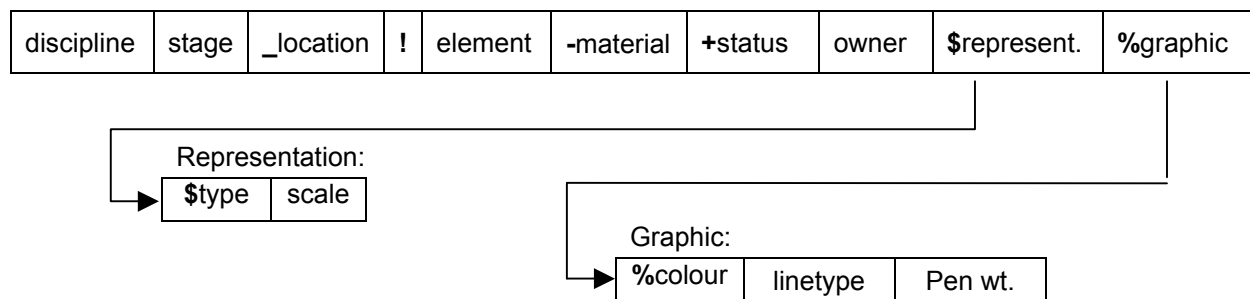 discipline stage _location ! element -material +status owner $represent. %graphic
Representation:
$type scale
Graphic:
%colour linetype Pen wt.